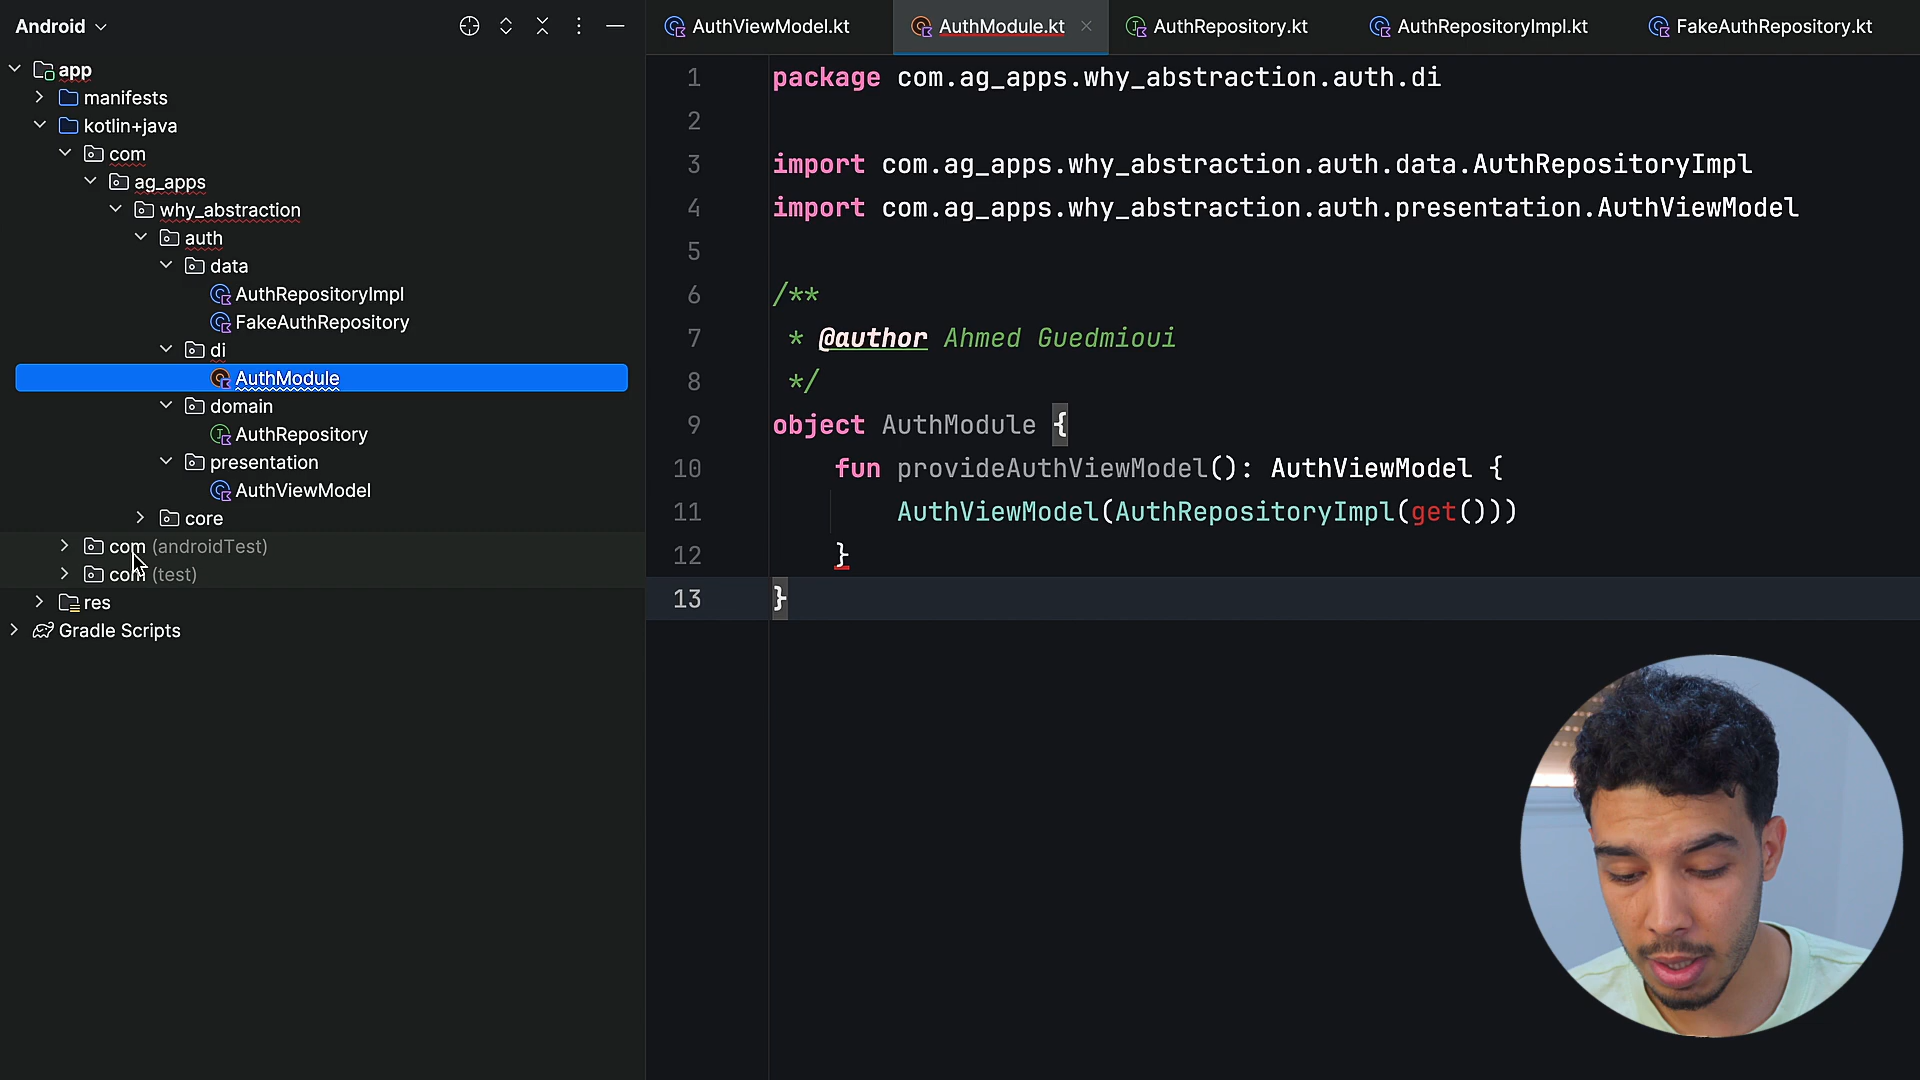 Android
app
manifests
kotlin+java
com
ag_apps
why_abstraction
auth
data
AuthRepositoryImpl
FakeAuthRepository
di
AuthModule
domain
AuthRepository
presentation
AuthViewModel
core
com (androidTest)
com (test)
res
Gradle Scripts
AuthViewModel.kt
AuthModule.kt
AuthRepository.kt
AuthRepositoryImpl.kt
FakeAuthRepository.kt
1 package com.ag_apps.why_abstraction.auth.di
2
3 import com.ag_apps.why_abstraction.auth.data.AuthRepositoryImpl
4 import com.ag_apps.why_abstraction.auth.presentation.AuthViewModel
5
6 /**
7 * @author Ahmed Guedmioui
8 */
9 object AuthModule {
10 fun provideAuthViewModel(): AuthViewModel {
11 AuthViewModel(AuthRepositoryImpl(get()))
12 }
13 }